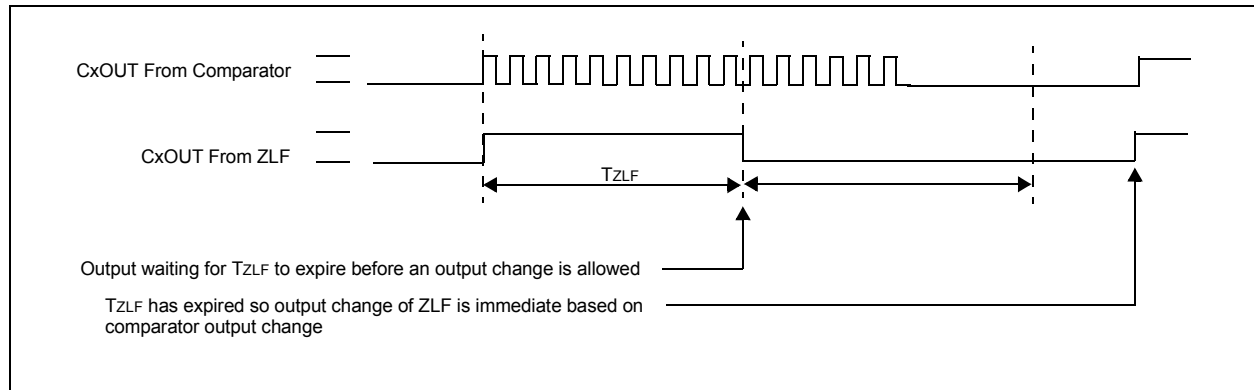 CxOUT From Comparator
CxOUT From ZLF
TZLF
Output waiting for TZLF to expire before an output change is allowed
TZLF has expired so output change of ZLF is immediate based on
comparator output change